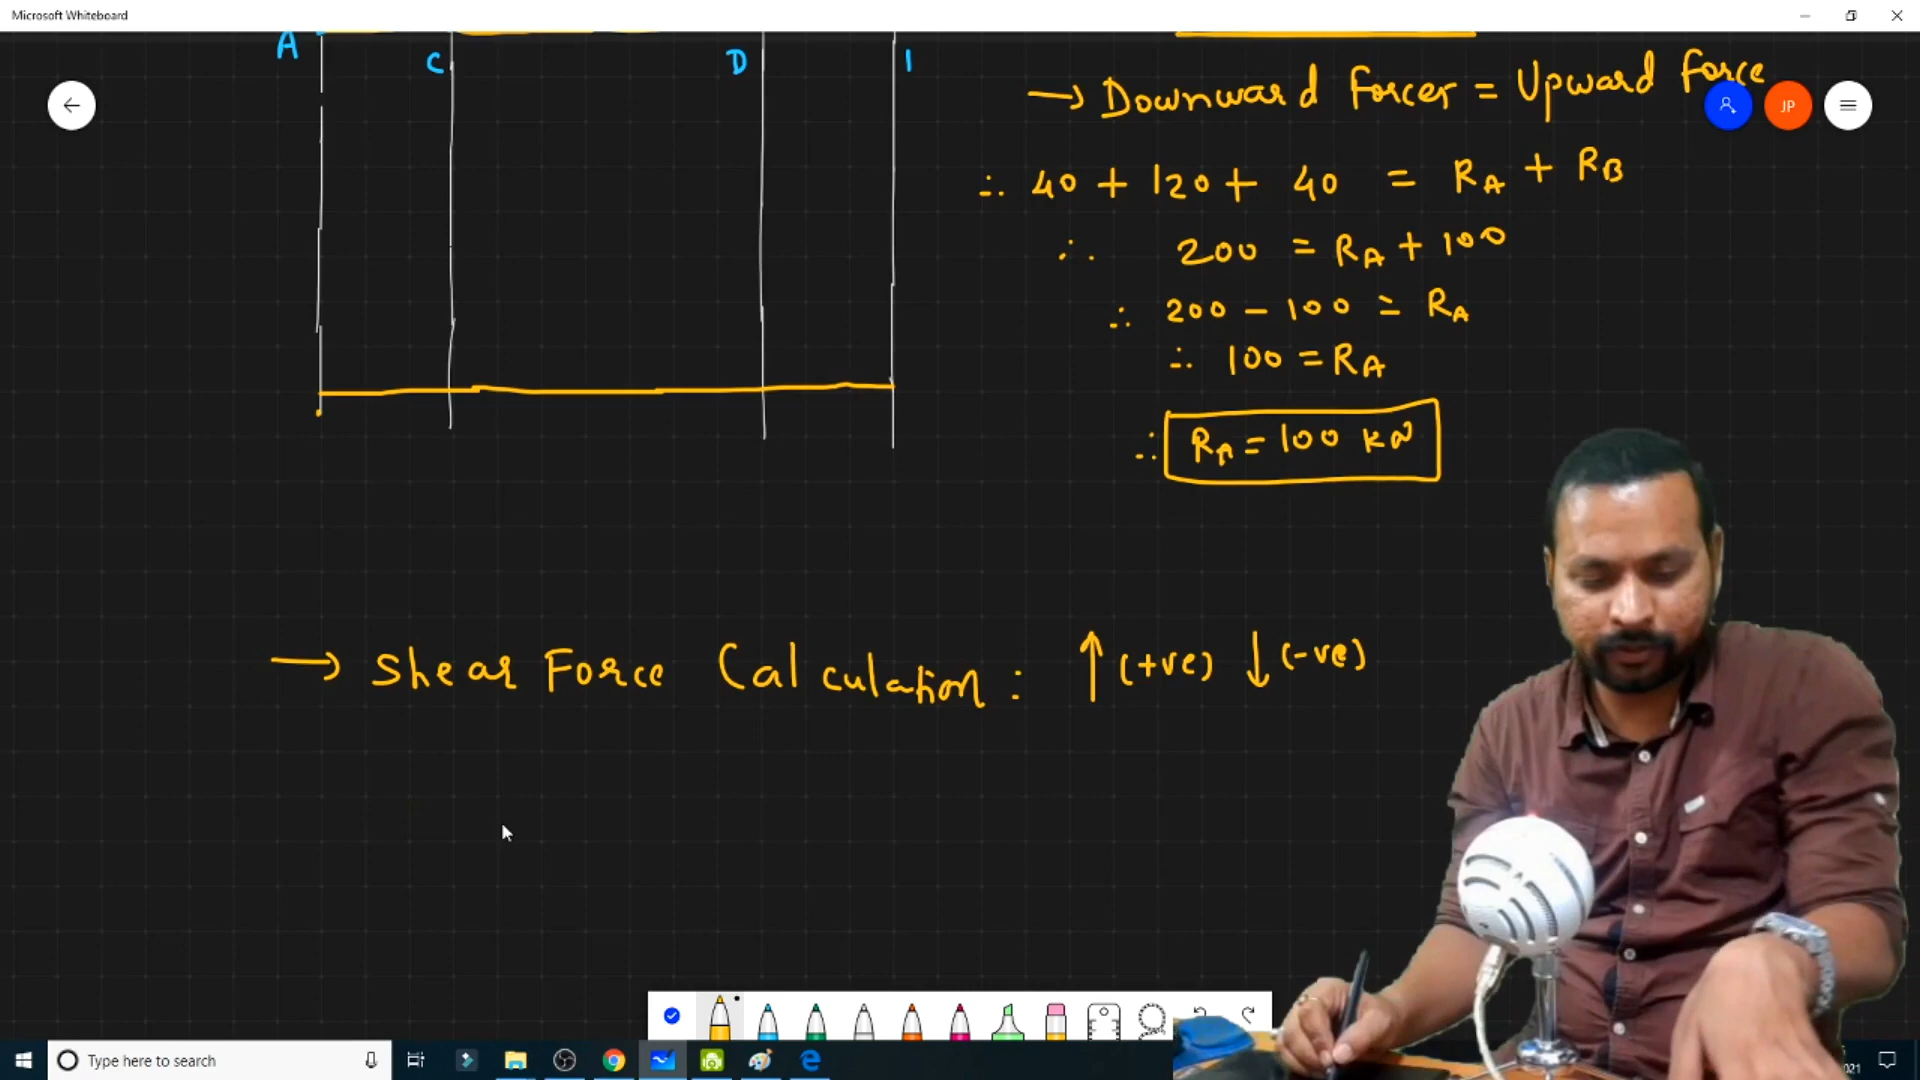 Microsoft Whiteboard
A
C
D
→ Downward Forces = Upward Force
JP
∴ 40 + 120 + 40 = RA + RB
∴ 200 = RA + 100
∴ 200 - 100 = RA
∴ 100 = RA
∴ RA = 100 kN
→ Shear Force Calculation : ↑ (+ve) ↓ (-ve)
Type here to search